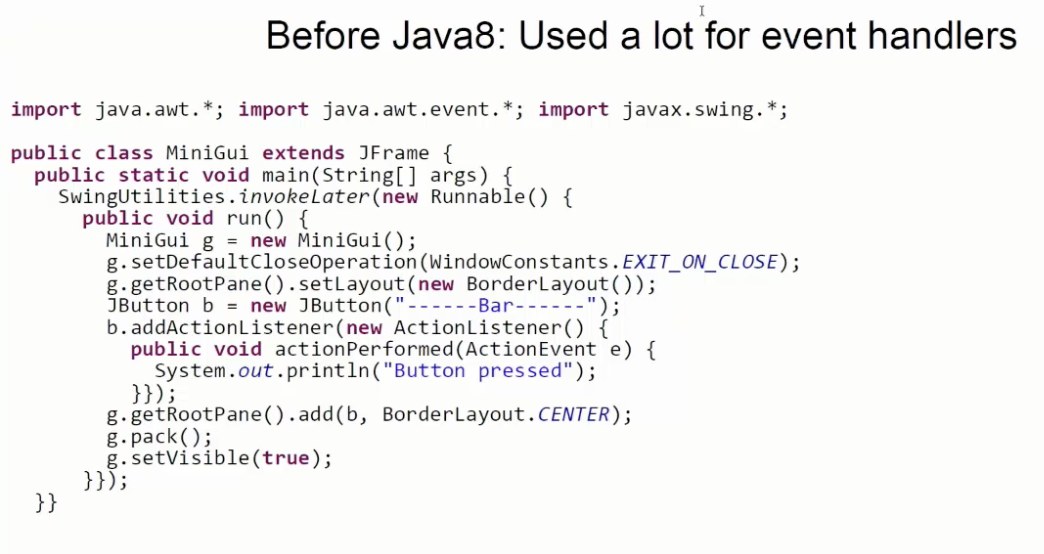 Before Java8: Used a lot for event handlers
import java.awt.*; import java.awt.event.*; import javax.swing.*;
public class MiniGui extends JFrame {
public static void main(String[] args) {
SwingUtilities.invokeLater(new Runnable() {
public void run() {
MiniGui g = new MiniGui();
g.setDefaultCloseOperation(WindowConstants.EXIT_ON_CLOSE);
g.getRootPane().setLayout(new BorderLayout());
JButton b = new JButton("------Bar------");
b.addActionListener(new ActionListener() {
public void actionPerformed(ActionEvent e) {
System.out.println("Button pressed");
}});
g.getRootPane().add(b, BorderLayout.CENTER);
g.pack();
g.setVisible(true);
}});
}}